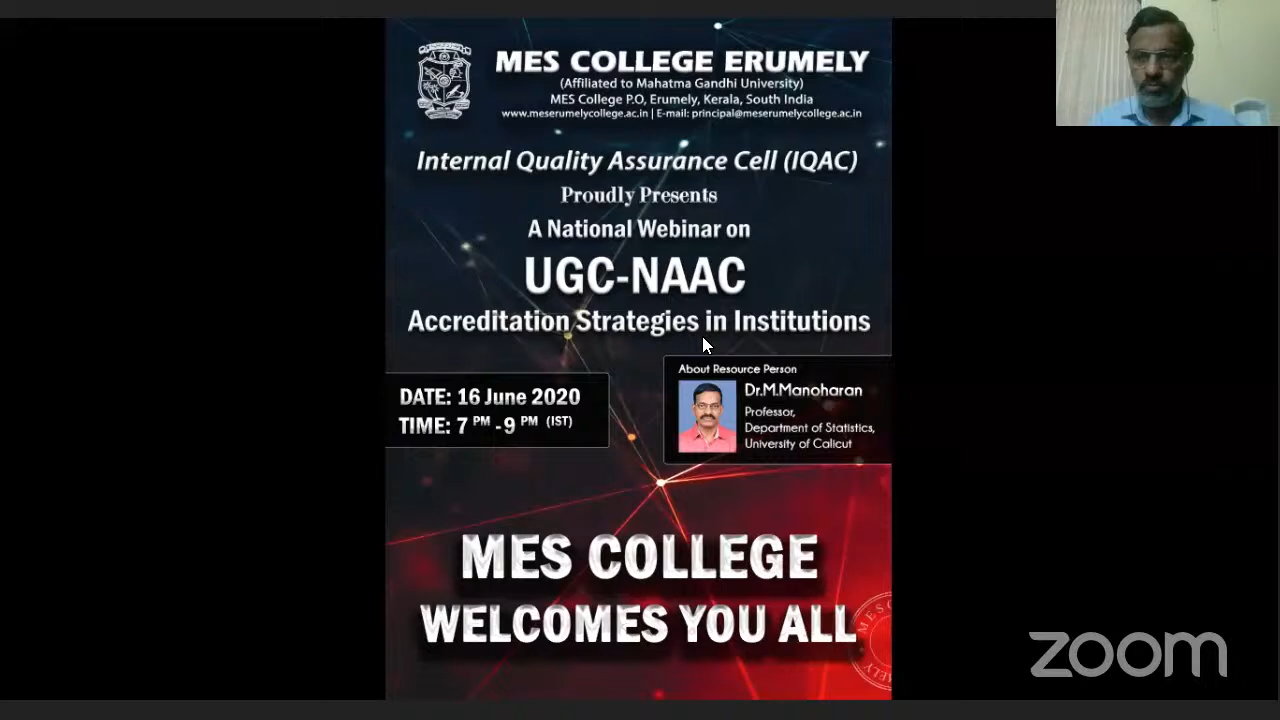 MES COLLEGE ERUMELY
(Affiliated to Mahatma Gandhi University)
MES College P.O, Erumely, Kerala, South India
www.meserumelycollege.ac.in | E-mail: principal@meserumelycollege.ac.in
Internal Quality Assurance Cell (IQAC)
Proudly Presents
A National Webinar on
UGC-NAAC
Accreditation Strategies in Institutions
DATE: 16 June 2020
TIME: 7 PM - 9 PM (IST)
About Resource Person
Dr.M.Manoharan
Professor,
Department of Statistics,
University of Calicut
MES COLLEGE
WELCOMES YOU ALL
zoom